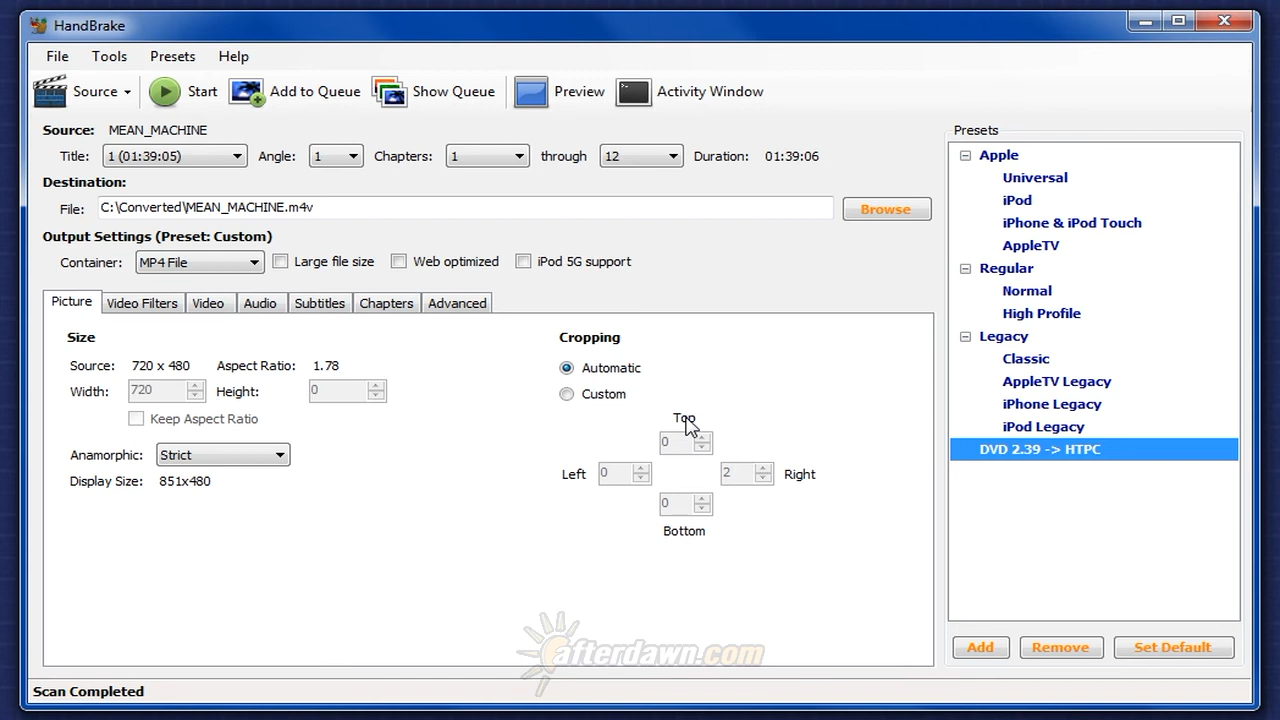 HandBrake
File Tools Presets Help
Source Start Add to Queue Show Queue Preview Activity Window
Source: MEAN_MACHINE
Title: 1 (01:39:05) Angle: 1 Chapters: 1 through 12 Duration: 01:39:06
Destination:
File: C:\Converted\MEAN_MACHINE.m4v Browse
Output Settings (Preset: Custom)
Container: MP4 File Large file size Web optimized iPod 5G support
Picture Video Filters Video Audio Subtitles Chapters Advanced
Size
Source: 720 x 480 Aspect Ratio: 1.78
Width: 720 Height: 0
Keep Aspect Ratio
Anamorphic: Strict
Display Size: 851x480
Cropping
Automatic
Custom
Top
0
Left 0 2 Right
0
Bottom
Presets
Apple
Universal
iPod
iPhone & iPod Touch
AppleTV
Regular
Normal
High Profile
Legacy
Classic
AppleTV Legacy
iPhone Legacy
iPod Legacy
DVD 2.39 -> HTPC
Add Remove Set Default
afterdawn.com
Scan Completed